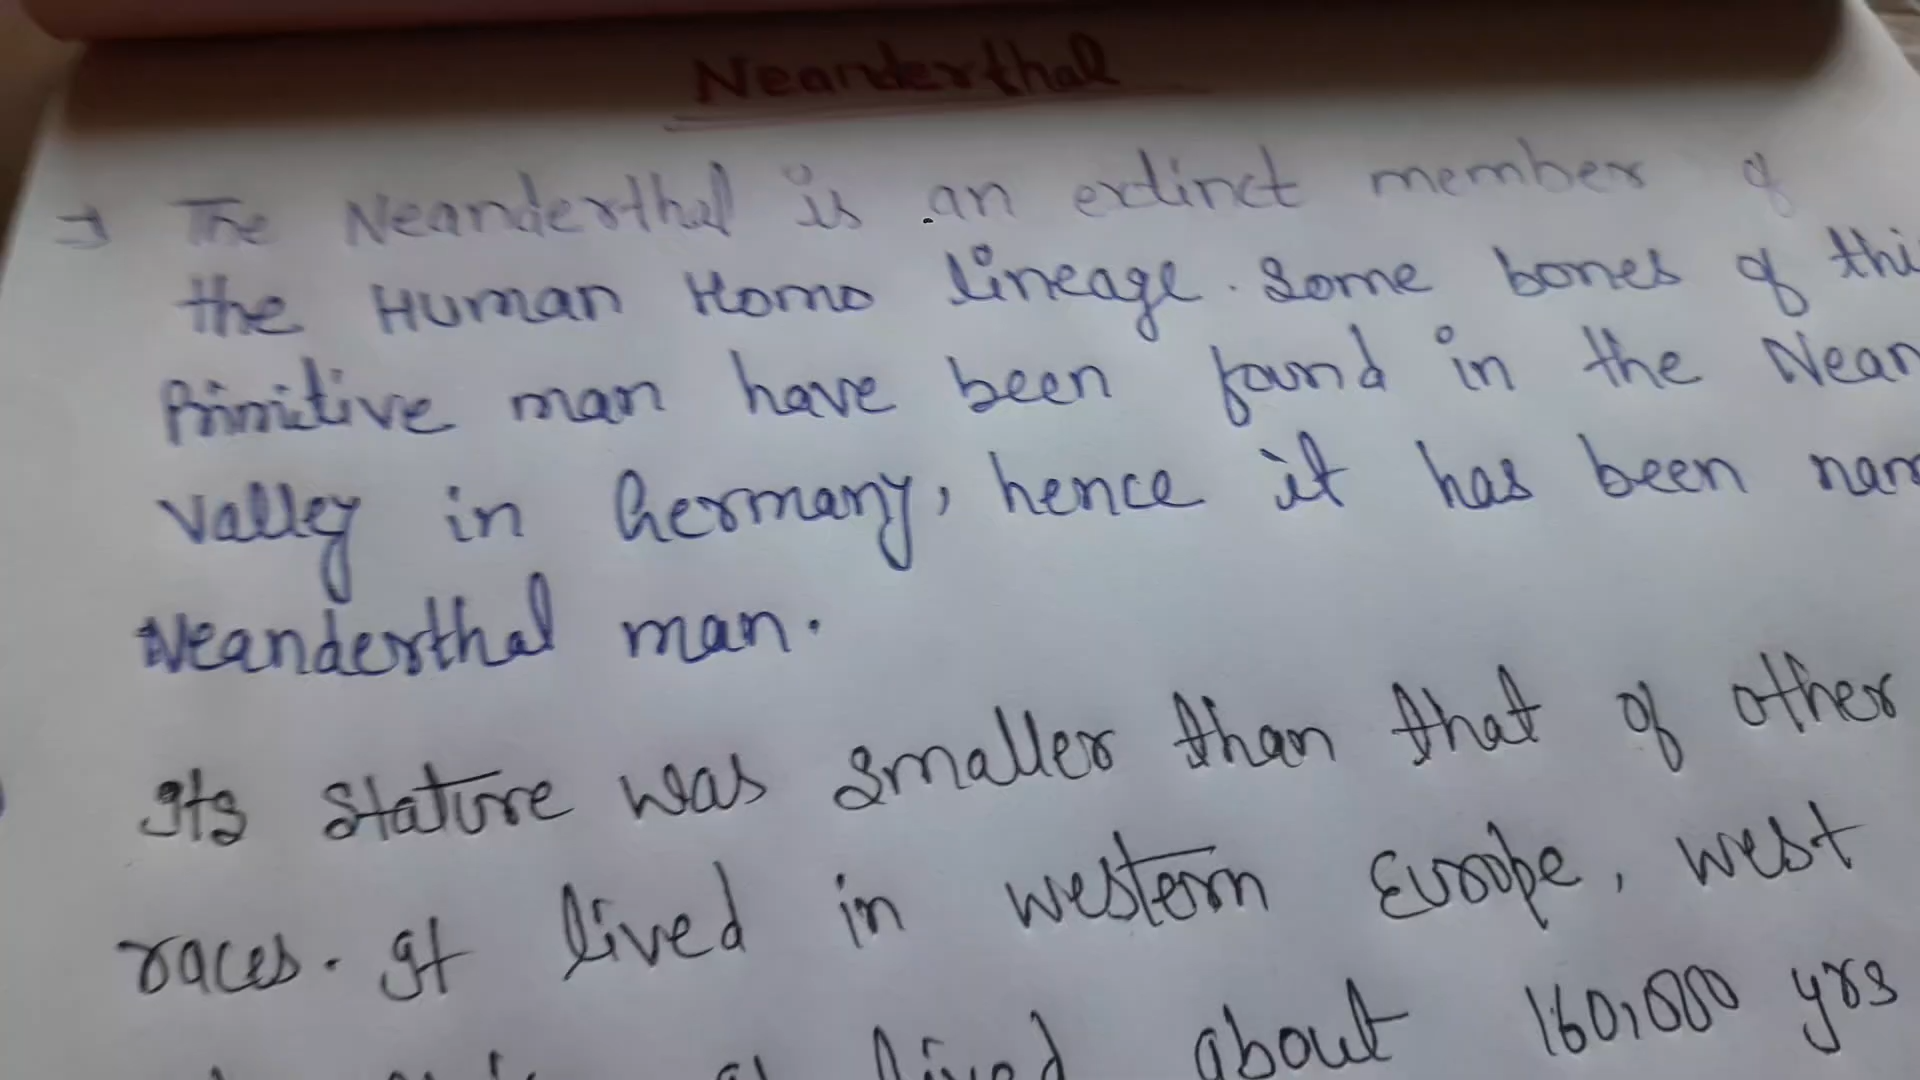 Neanderthal
→ The Neanderthal is an extinct member of
the Human Homo lineage. Some bones of thi
Primitive man have been found in the Nean
valley in Germany, hence it has been nam
Neanderthal man.
Its Stature was smaller than that of other
races. It lived in western Europe, west
lived about 160,000 yrs